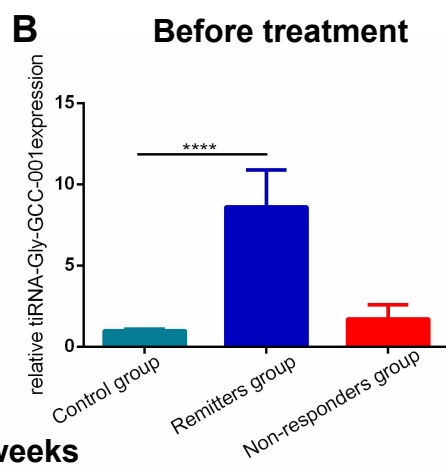 B
Before treatment
relative tiRNA-Gly-GCC-001expression
15
10
5
0
****
Control group
Remitters group
Non-responders group
weeks